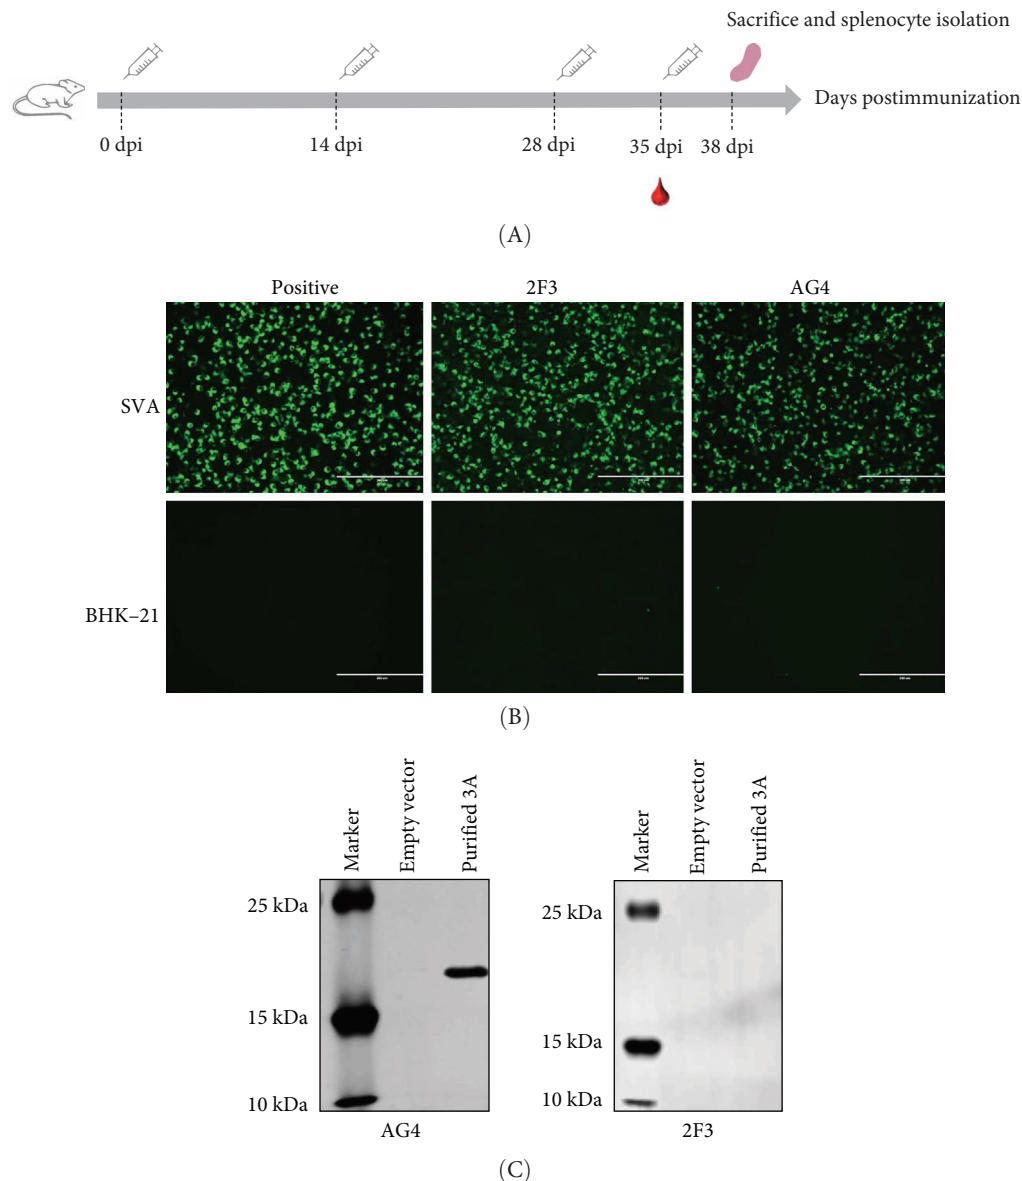 Sacrifice and splenocyte isolation
Days postimmunization
0 dpi 14 dpi 28 dpi 35 dpi 38 dpi
(A)
Positive 2F3 AG4
SVA
BHK–21
(B)
Marker Empty vector Purified 3A
25 kDa
15 kDa
10 kDa
AG4
Marker Empty vector Purified 3A
25 kDa
15 kDa
10 kDa
2F3
(C)